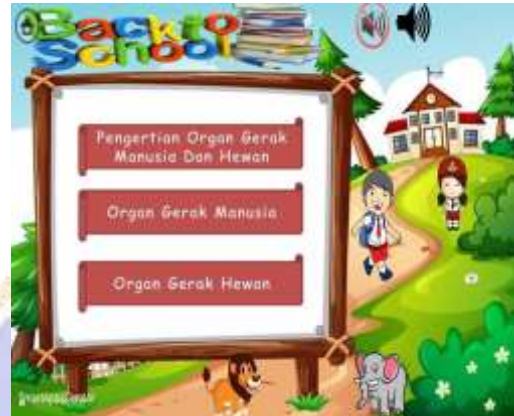 Back to
School
Pengertian Organ Gerak
Manusia Dan Hewan
Organ Gerak Manusia
Organ Gerak Hewan